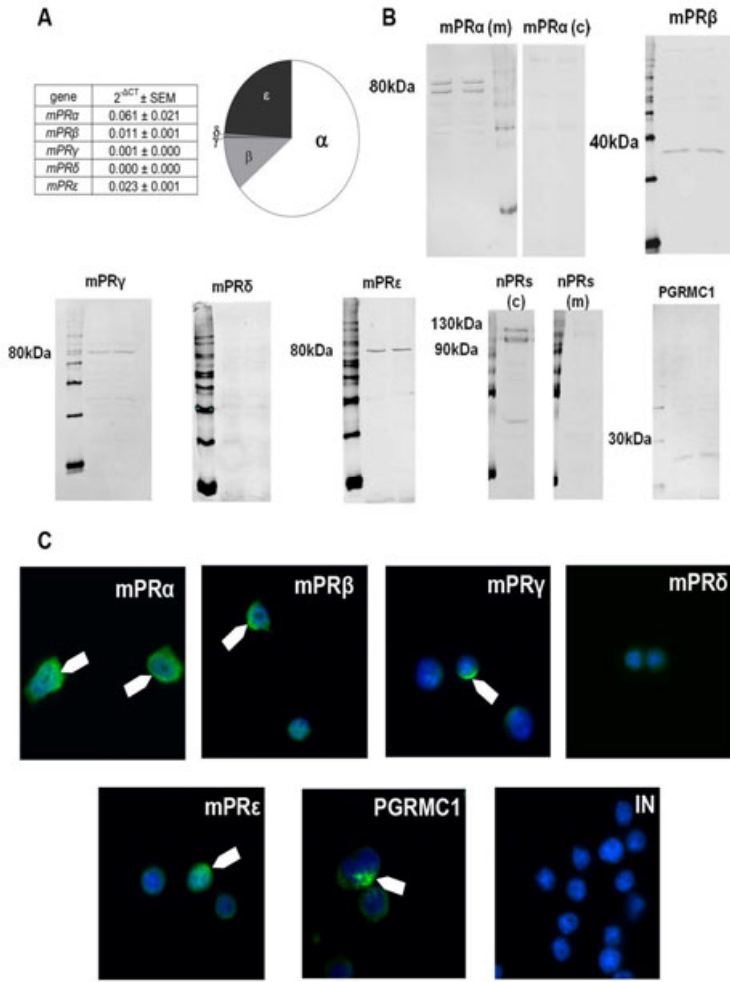 A
gene 2^-ΔCT ± SEM
mPRα 0.061 ± 0.021
mPRβ 0.011 ± 0.001
mPRγ 0.001 ± 0.000
mPRδ 0.000 ± 0.000
mPRε 0.023 ± 0.001
ε
δ
γ
β
α
B
mPRα (m) mPRα (c)
80kDa
mPRβ
40kDa
mPRγ
80kDa
mPRδ
mPRε
80kDa
nPRs (c)
nPRs (m)
130kDa
90kDa
PGRMC1
30kDa
C
mPRα
mPRβ
mPRγ
mPRδ
mPRε
PGRMC1
IN